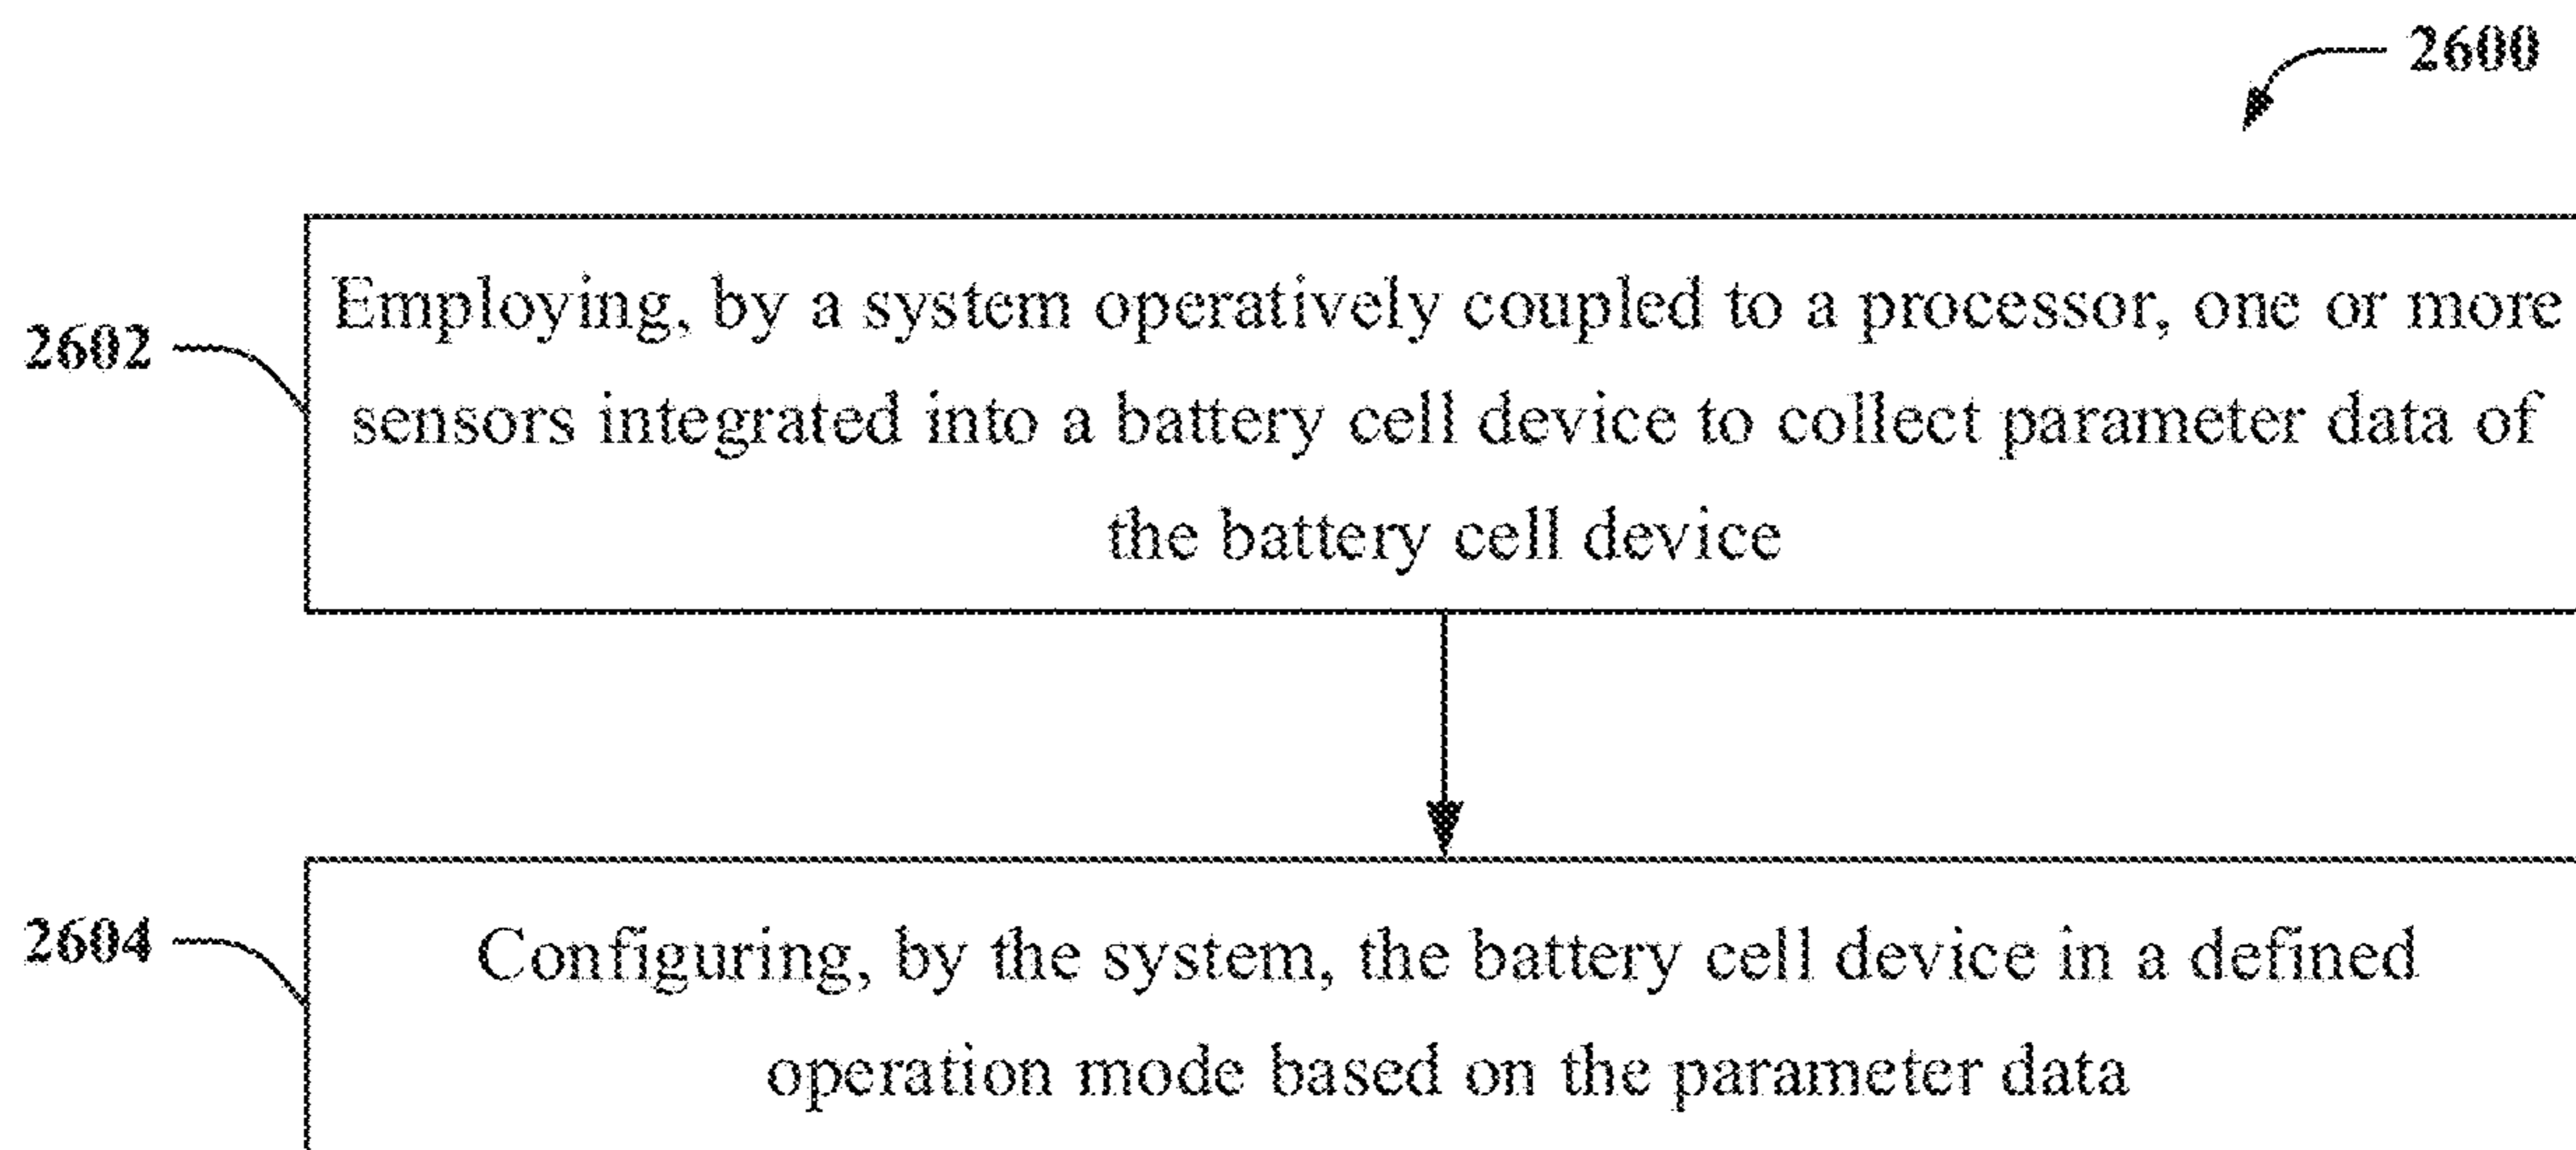 2600
2602
Employing, by a system operatively coupled to a processor, one or more
sensors integrated into a battery cell device to collect parameter data of
the battery cell device
2604
Configuring, by the system, the battery cell device in a defined
operation mode based on the parameter data